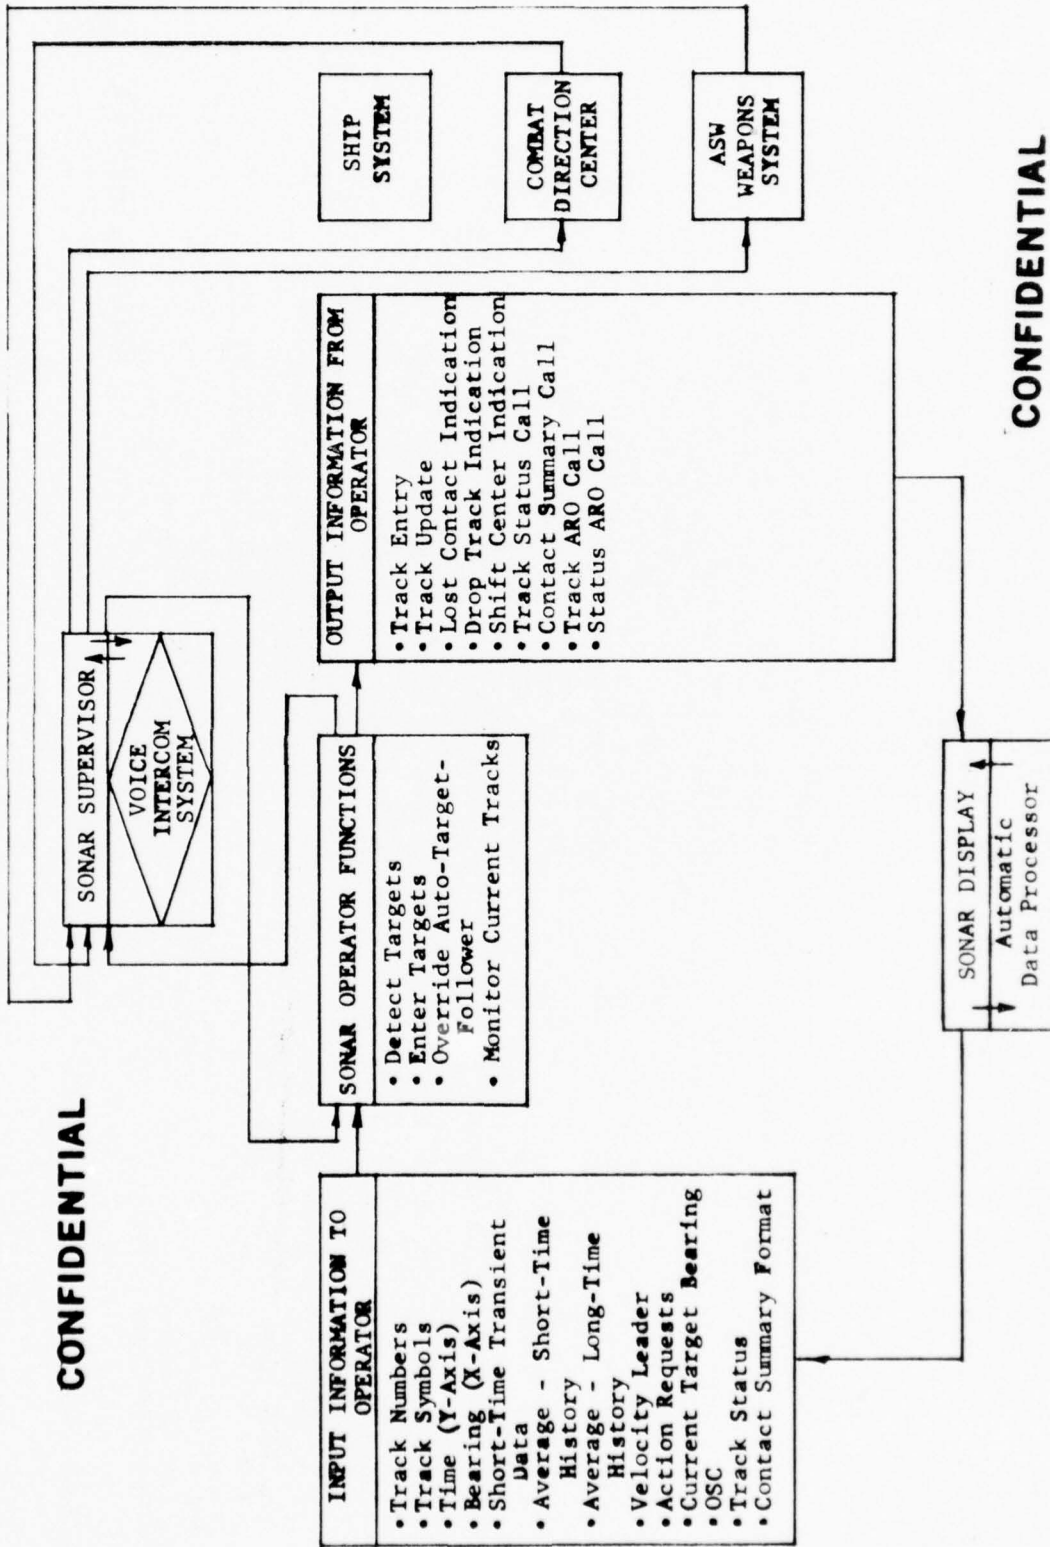 CONFIDENTIAL
SONAR SUPERVISOR
VOICE
INTERCOM
SYSTEM
INPUT INFORMATION TO
OPERATOR
• Track Numbers
• Track Symbols
• Time (Y-Axis)
• Bearing (X-Axis)
• Short-Time Transient
Data
• Average - Short-Time
History
• Average - Long-Time
History
• Velocity Leader
• Action Requests
• Current Target Bearing
• OSC
• Track Status
• Contact Summary Format
SONAR OPERATOR FUNCTIONS
• Detect Targets
• Enter Targets
• Override Auto-Target-
Follower
• Monitor Current Tracks
OUTPUT INFORMATION FROM
OPERATOR
• Track Entry
• Track Update
• Lost Contact Indication
• Drop Track Indication
• Shift Center Indication
• Track Status Call
• Contact Summary Call
• Track ARO Call
• Status ARO Call
SHIP
SYSTEM
COMBAT
DIRECTION
CENTER
ASW
WEAPONS
SYSTEM
SONAR DISPLAY
Automatic
Data Processor
CONFIDENTIAL